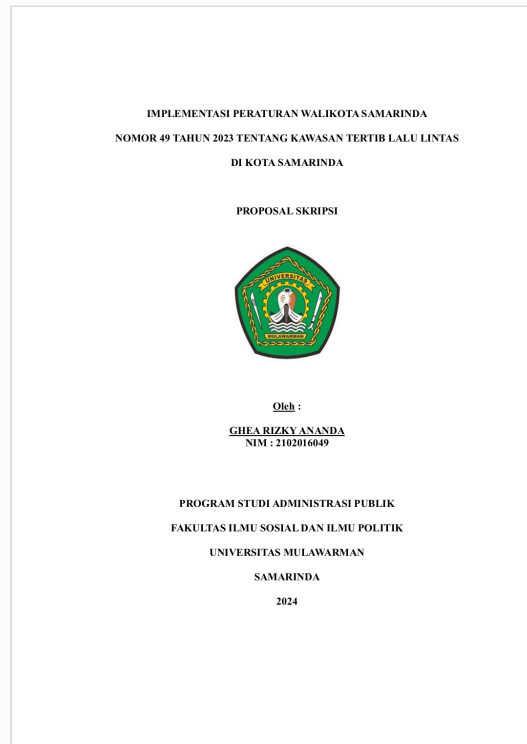 IMPLEMENTASI PERATURAN WALIKOTA SAMARINDA
NOMOR 49 TAHUN 2023 TENTANG KAWASAN TERTIB LALU LINTAS
DI KOTA SAMARINDA
PROPOSAL SKRIPSI
UNIVERSITAS
MULAWARMAN
Oleh :
GHEA RIZKY ANANDA
NIM : 2102016049
PROGRAM STUDI ADMINISTRASI PUBLIK
FAKULTAS ILMU SOSIAL DAN ILMU POLITIK
UNIVERSITAS MULAWARMAN
SAMARINDA
2024